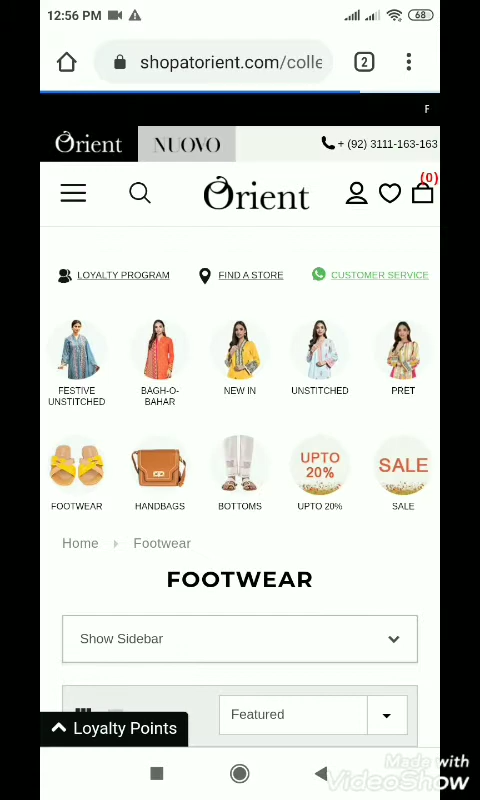 12:56 PM
68
shopatorient.com/colle
2
F
Orient
NUOVO
+ (92) 3111-163-163
Orient
(0)
LOYALTY PROGRAM
FIND A STORE
CUSTOMER SERVICE
FESTIVE UNSTITCHED
BAGH-O-BAHAR
NEW IN
UNSTITCHED
PRET
UPTO
20%
SALE
FOOTWEAR
HANDBAGS
BOTTOMS
UPTO 20%
SALE
Home
Footwear
FOOTWEAR
Show Sidebar
Featured
Loyalty Points
Made with
VideoShow